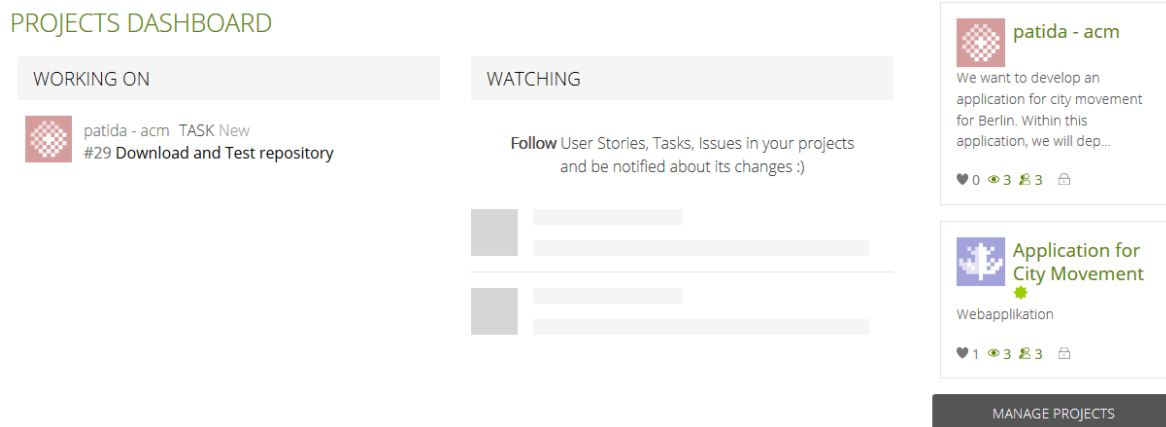 PROJECTS DASHBOARD
WORKING ON
patida - acm TASK New
#29 Download and Test repository
WATCHING
Follow User Stories, Tasks, Issues in your projects
and be notified about its changes :)
patida - acm
We want to develop an
application for city movement
for Berlin. Within this
application, we will dep...
0 3 3
Application for
City Movement
Webapplikation
1 3 3
MANAGE PROJECTS